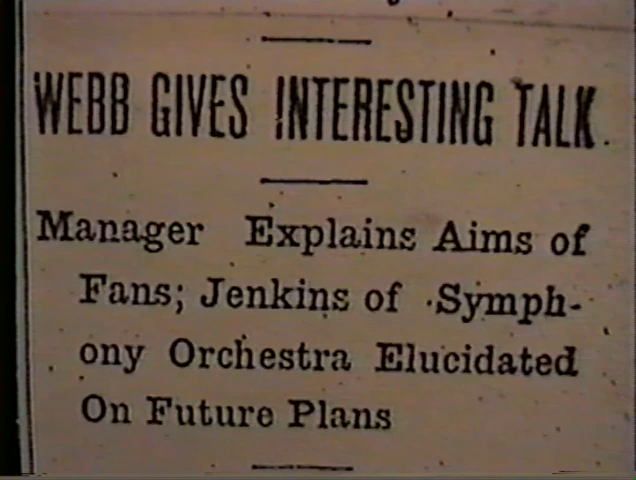 WEBB GIVES INTERESTING TALK.
Manager Explains Aims of
Fans; Jenkins of Symph-
ony Orchestra Elucidated
On Future Plans